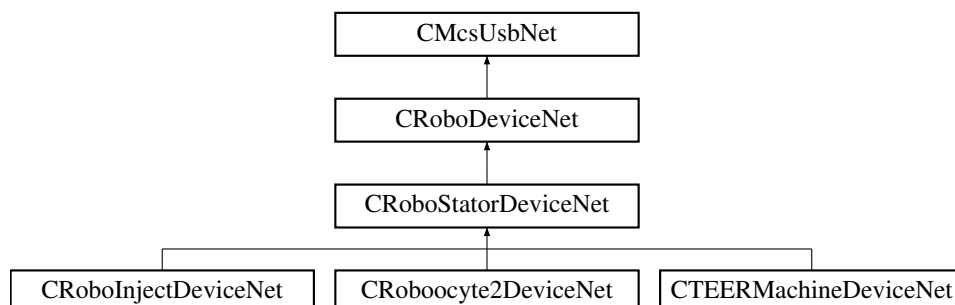 CMcsUsbNet
CRoboDeviceNet
CRoboStatorDeviceNet
CRoboInjectDeviceNet CRoboocyte2DeviceNet CTEERMachineDeviceNet